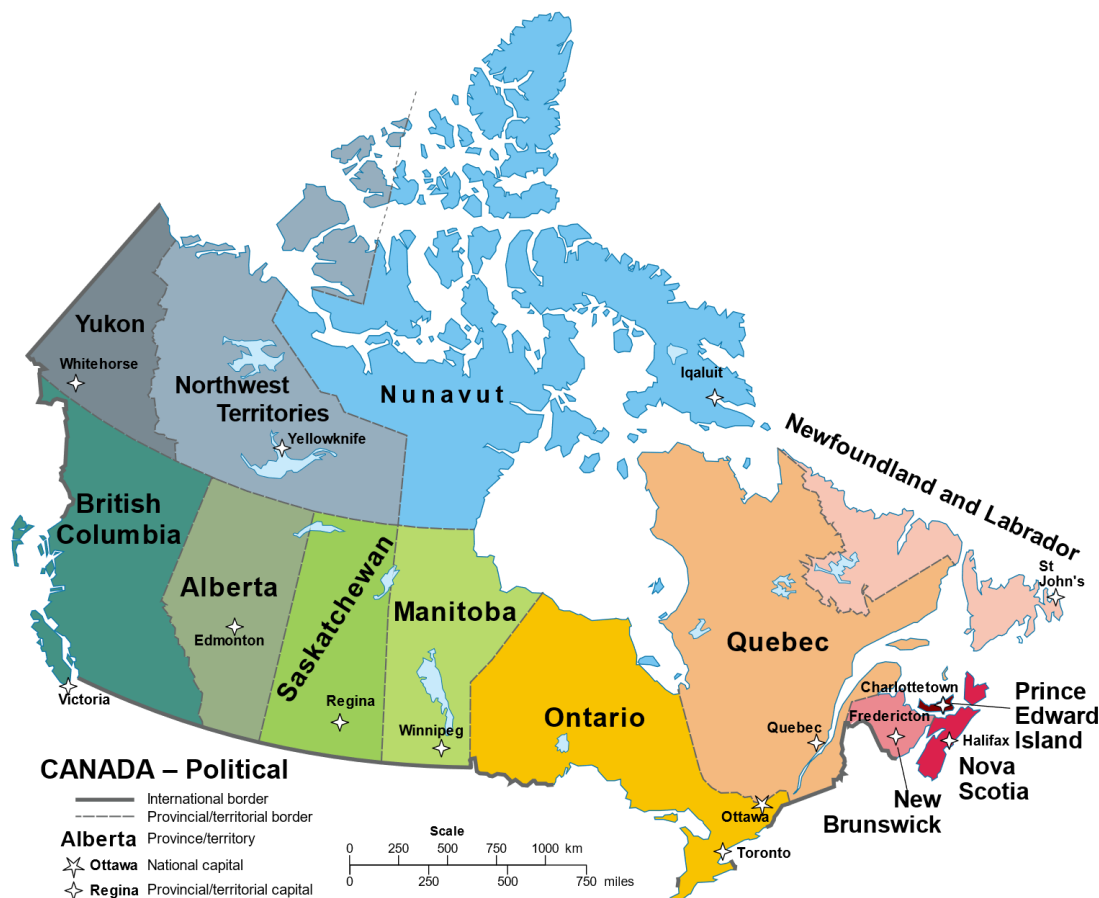 Yukon
Whitehorse
Northwest
Territories
Yellowknife
Nunavut
Iqaluit
Newfoundland and Labrador
St
John's
British
Columbia
Victoria
Alberta
Edmonton
Saskatchewan
Regina
Manitoba
Winnipeg
Ontario
Ottawa
Toronto
Quebec
Quebec
Charlottetown
Fredericton
Halifax
Prince
Edward
Island
Nova
Scotia
New
Brunswick
CANADA – Political
International border
Provincial/territorial border
Alberta Province/territory
Ottawa National capital
Regina Provincial/territorial capital
Scale
0 250 500 750 1000 km
0 250 500 750 miles